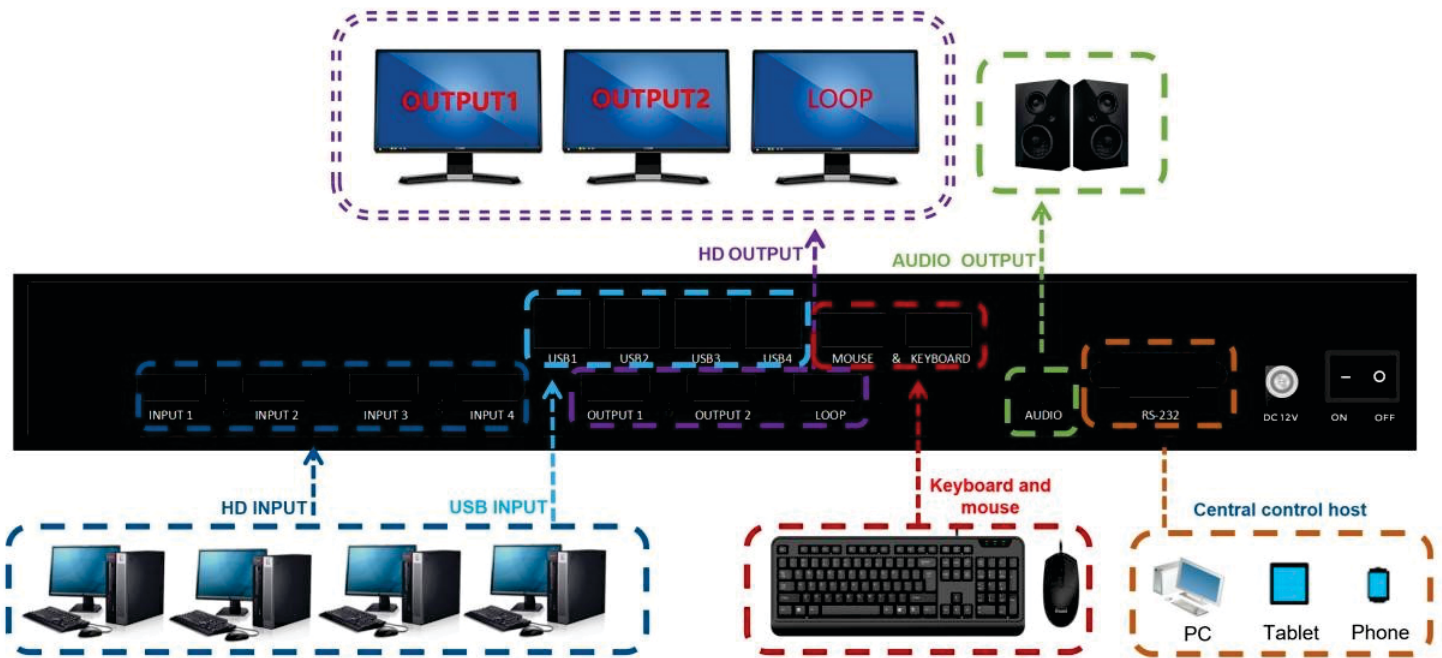 OUTPUT1
OUTPUT2
LOOP
HD OUTPUT
AUDIO OUTPUT
USB1
USB2
USB3
USB4
MOUSE & KEYBOARD
INPUT 1
INPUT 2
INPUT 3
INPUT 4
OUTPUT 1
OUTPUT 2
LOOP
AUDIO
RS-232
DC 12V
– O
ON
OFF
HD INPUT
USB INPUT
Keyboard and
mouse
Central control host
PC
Tablet
Phone